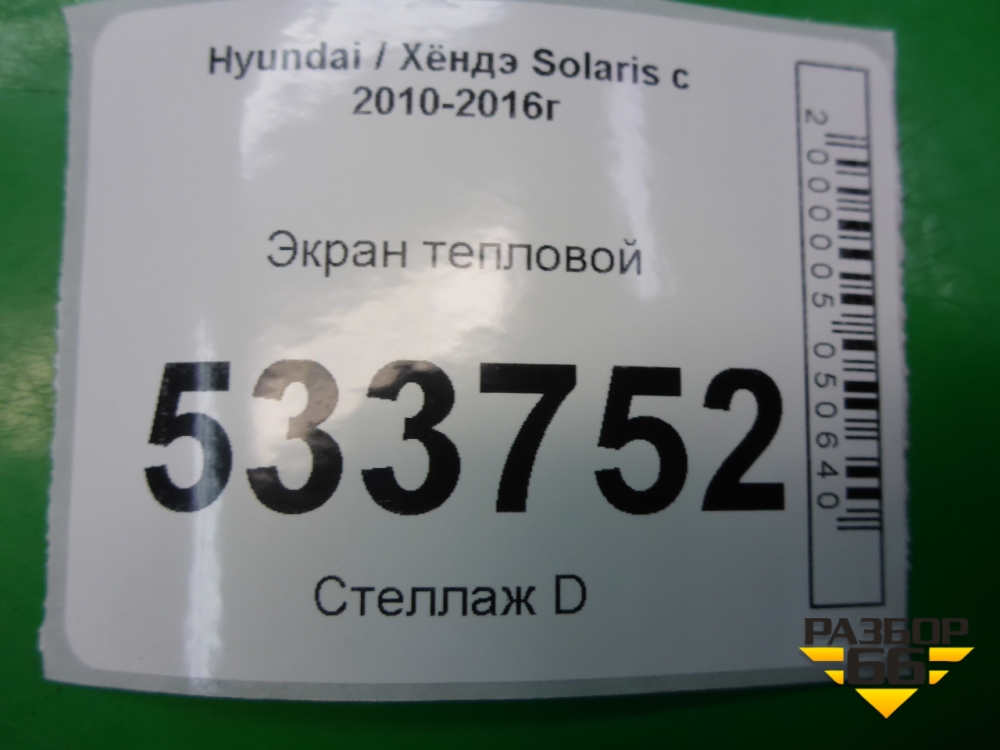 Hyundai / Хёндэ Solaris с
2010-2016г
Экран тепловой
533752
Стеллаж D
2000005050640
РАЗБОР
66